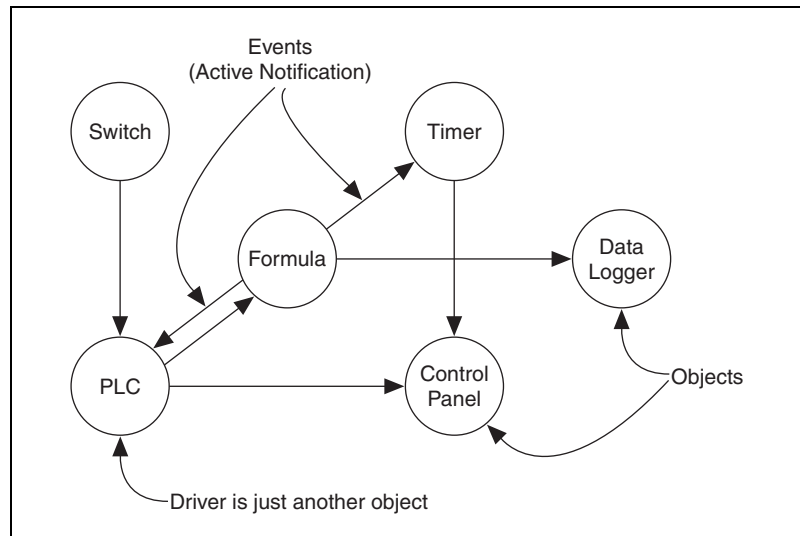 Events
(Active Notification)
Switch
Timer
Formula
Data
Logger
PLC
Control
Panel
Objects
Driver is just another object